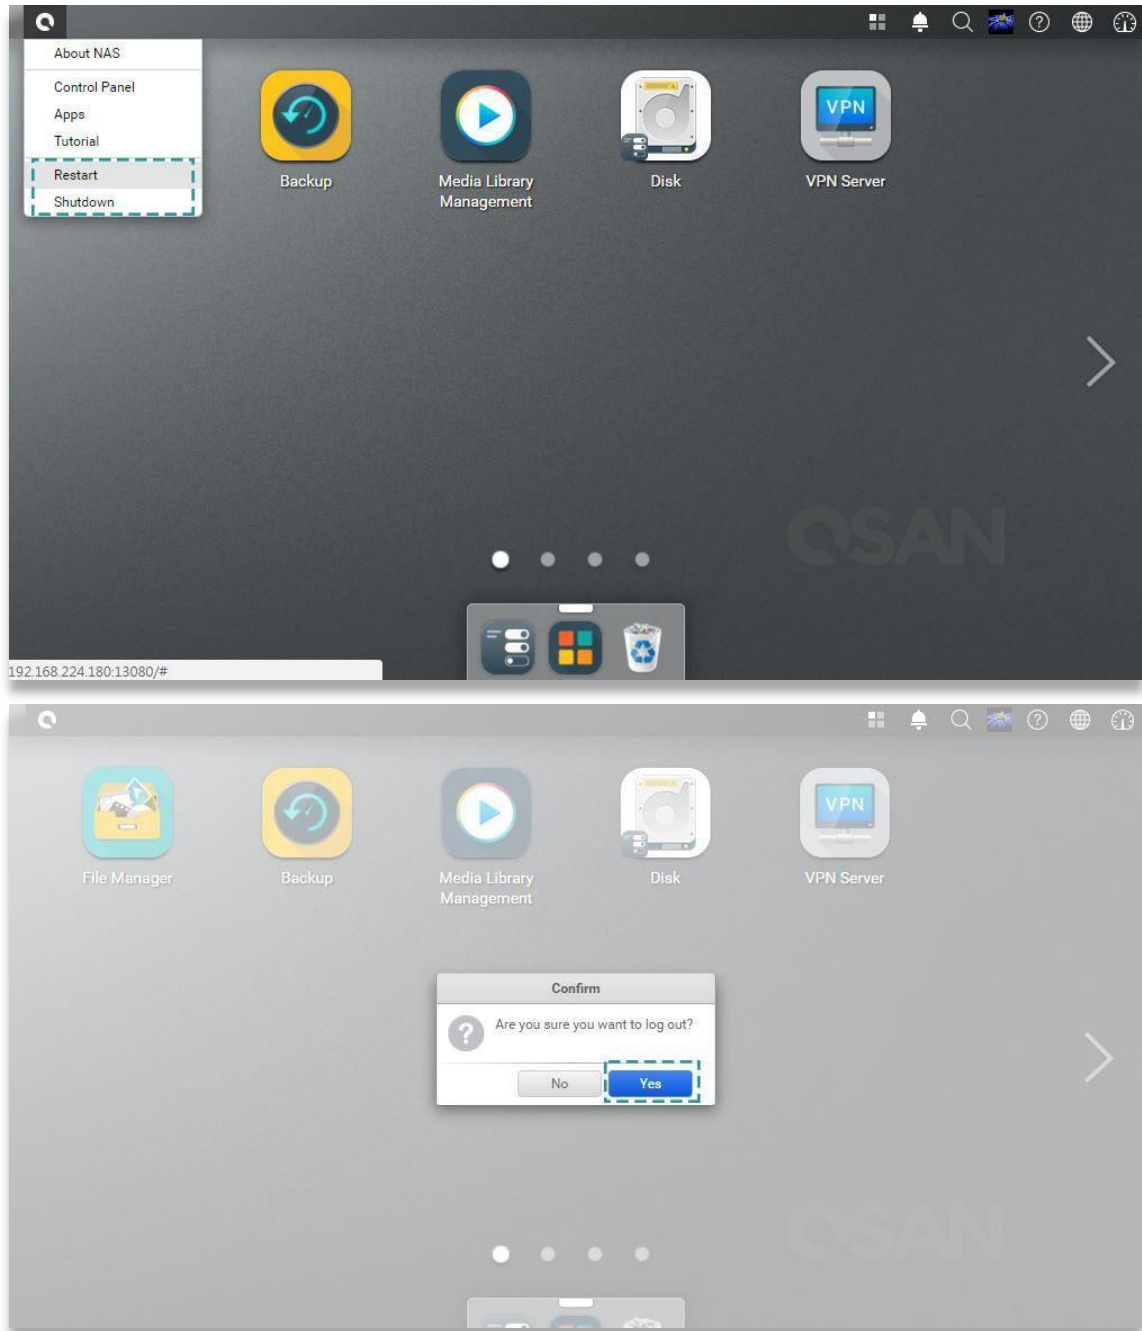 About NAS
Control Panel
Apps
Tutorial
Restart
Shutdown
VPN
Backup
Media Library
Management
Disk
VPN Server
QSAN
192.168.224.180:13080/#
VPN
File Manager
Backup
Media Library
Management
Disk
VPN Server
Confirm
?
Are you sure you want to log out?
No
Yes
QSAN